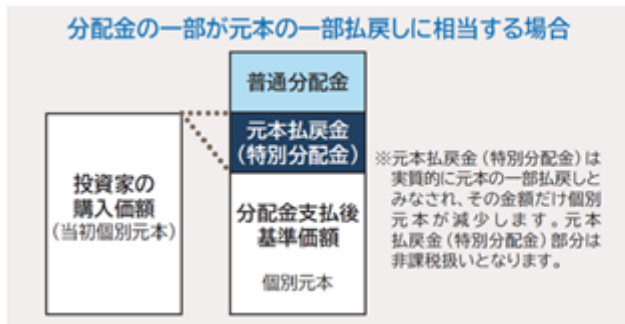 分配金の一部が元本の一部払戻しに相当する場合
普通分配金
元本払戻金
(特別分配金)
投資家の
購入価額
(当初個別元本)
分配金支払後
基準価額
個別元本
※元本払戻金(特別分配金)は
実質的に元本の一部払戻しと
みなされ、その金額だけ個別
元本が減少します。元本
払戻金(特別分配金)部分は
非課税扱いとなります。